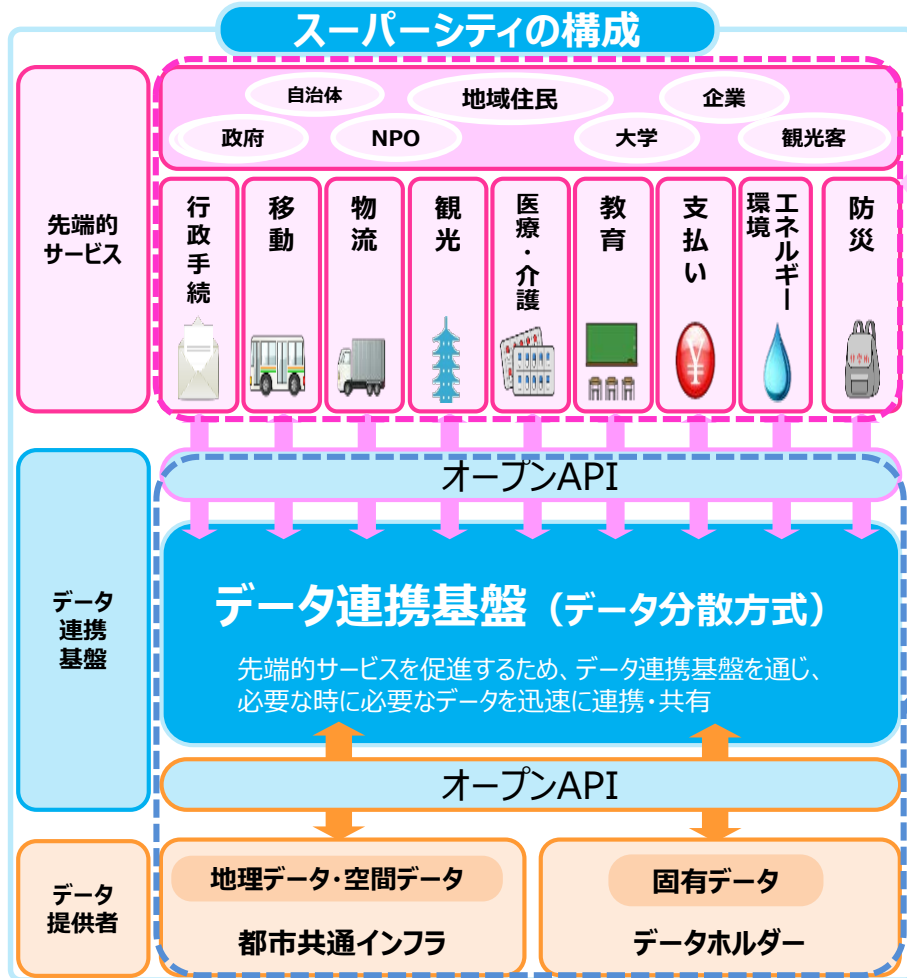 スーパーシティの構成
先端的
サービス
自治体
地域住民
企業
政府
NPO
大学
観光客
行政手続
移動
物流
観光
医療・介護
教育
支払い
エネルギー
環境
防災
オープンAPI
データ
連携
基盤
データ連携基盤（データ分散方式）
先端的サービスを促進するため、データ連携基盤を通じ、
必要な時に必要なデータを迅速に連携・共有
オープンAPI
データ
提供者
地理データ・空間データ
固有データ
都市共通インフラ
データホルダー